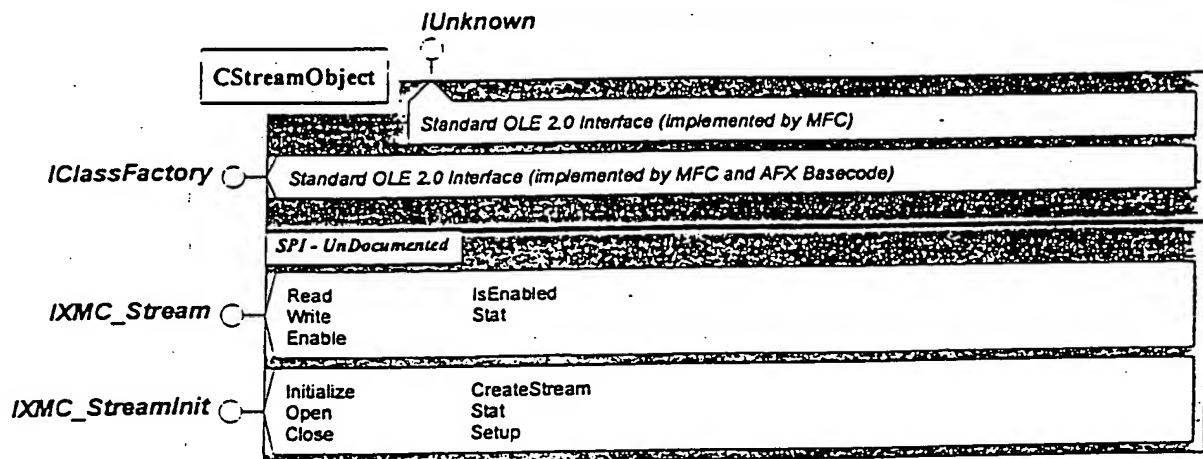 IUnknown
CStreamObject
Standard OLE 2.0 Interface (implemented by MFC)
IClassFactory
Standard OLE 2.0 Interface (implemented by MFC and AFX Basecode)
SPI - UnDocumented
IXMC_Stream
Read IsEnabled
Write Stat
Enable
IXMC_StreamInit
Initialize CreateStream
Open Stat
Close Setup